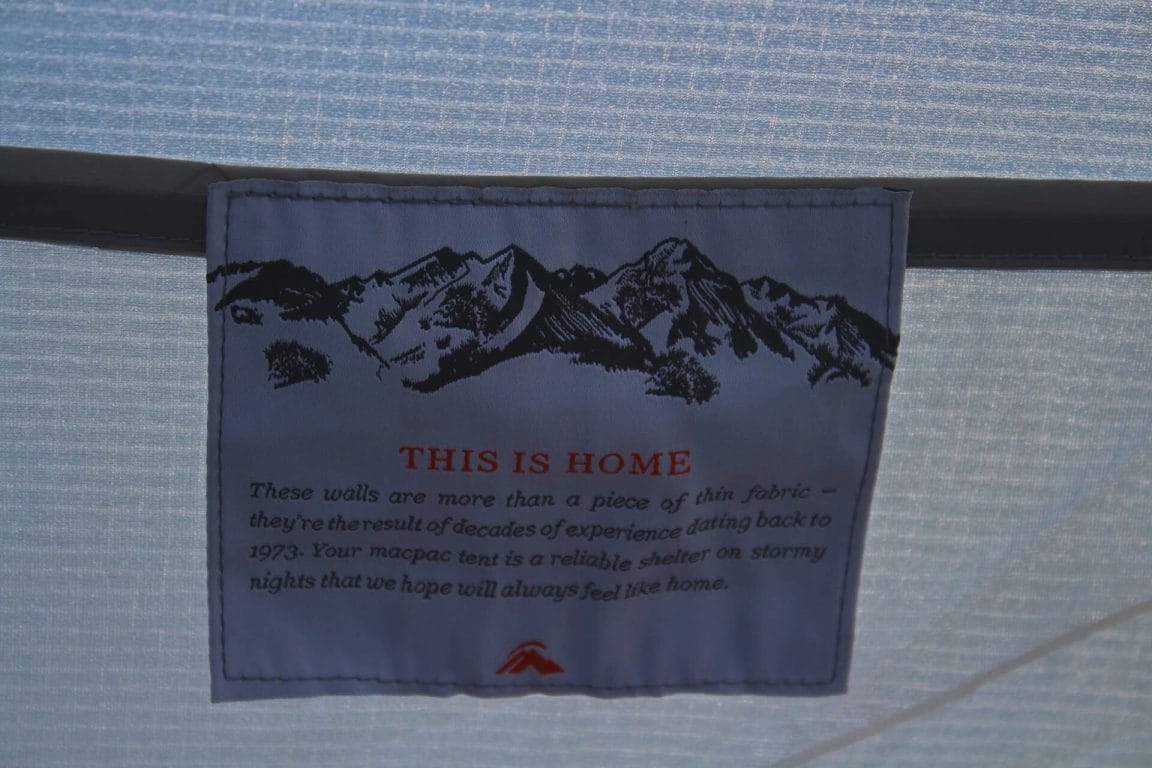 THIS IS HOME
These walls are more than a piece of thin fabric –
they're the result of decades of experience dating back to
1973. Your macpac tent is a reliable shelter on stormy
nights that we hope will always feel like home.